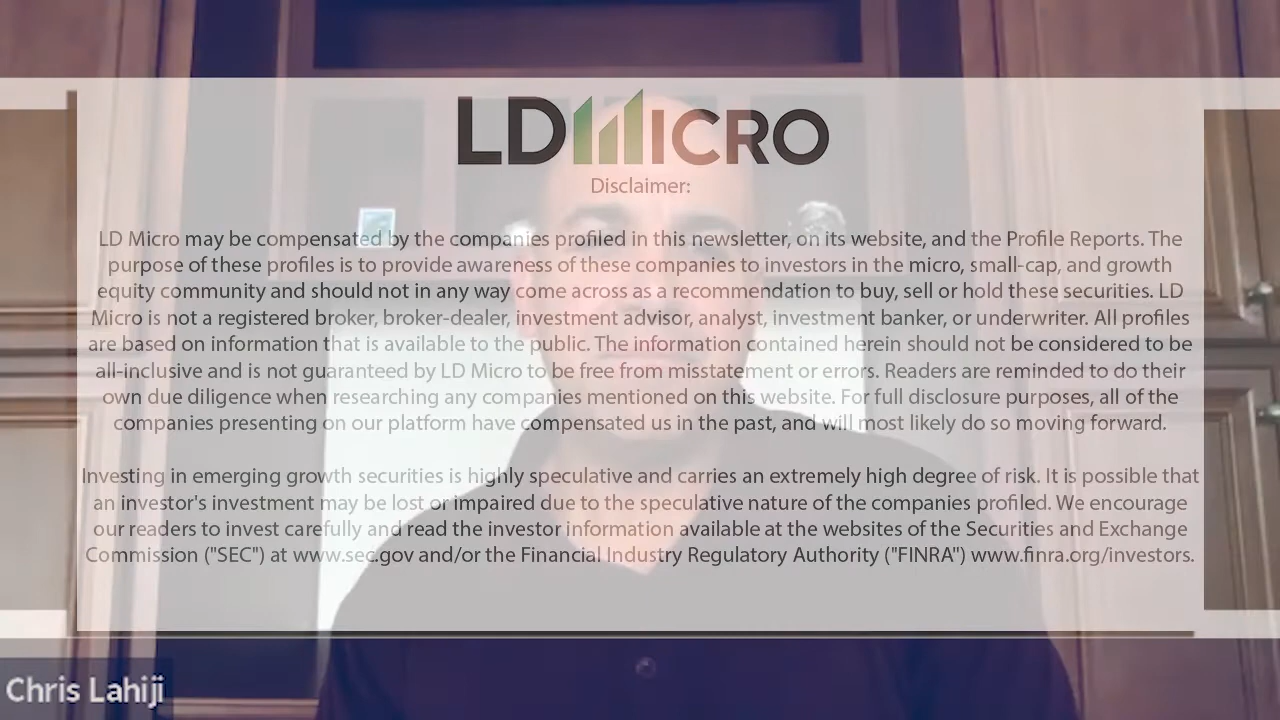 LDMICRO
Disclaimer:
LD Micro may be compensated by the companies profiled in this newsletter, on its website, and the Profile Reports. The
purpose of these profiles is to provide awareness of these companies to investors in the micro, small-cap, and growth
equity community and should not in any way come across as a recommendation to buy, sell or hold these securities. LD
Micro is not a registered broker, broker-dealer, investment advisor, analyst, investment banker, or underwriter. All profiles
are based on information that is available to the public. The information contained herein should not be considered to be
all-inclusive and is not guaranteed by LD Micro to be free from misstatement or errors. Readers are reminded to do their
own due diligence when researching any companies mentioned on this website. For full disclosure purposes, all of the
companies presenting on our platform have compensated us in the past, and will most likely do so moving forward.
Investing in emerging growth securities is highly speculative and carries an extremely high degree of risk. It is possible that
an investor's investment may be lost or impaired due to the speculative nature of the companies profiled. We encourage
our readers to invest carefully and read the investor information available at the websites of the Securities and Exchange
Commission ("SEC") at www.sec.gov and/or the Financial Industry Regulatory Authority ("FINRA") www.finra.org/investors.
Chris Lahiji